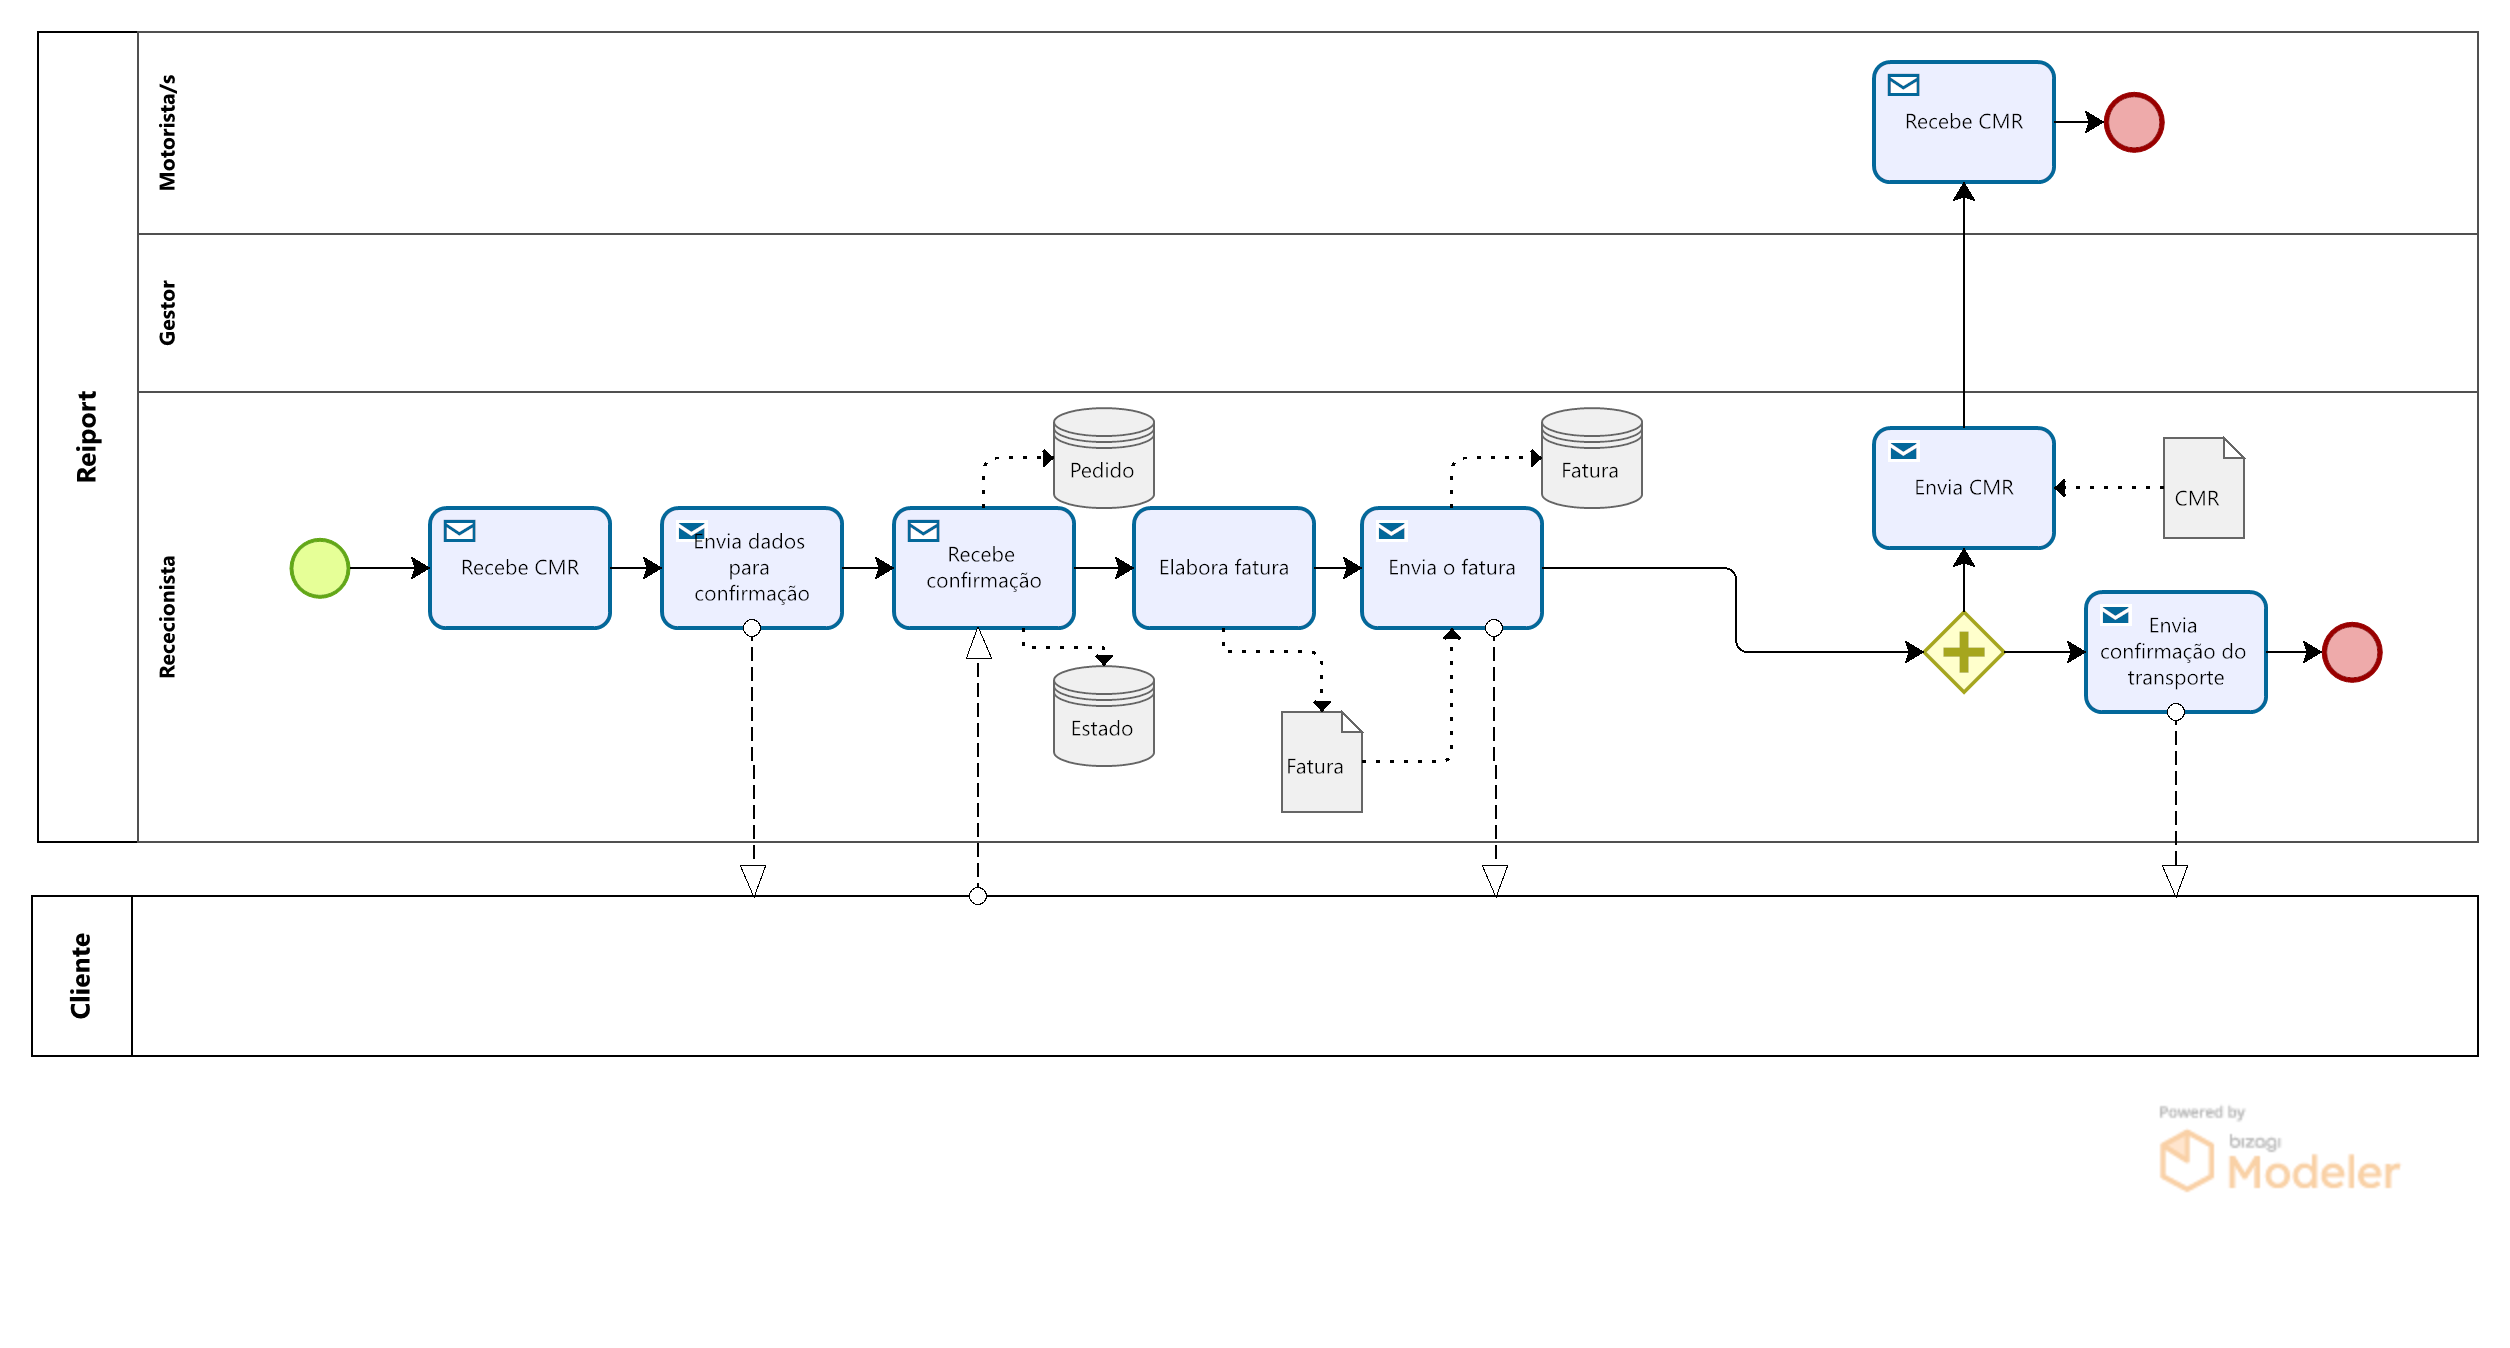 Reiport
Motorista/s
Gestor
Rececionista
Recebe CMR
Envia CMR
CMR
Pedido
Fatura
Recebe CMR
Envia dados
para
confirmação
Recebe
confirmação
Elabora fatura
Envia o fatura
Estado
Fatura
Envia
confirmação do
transporte
Cliente
Powered by
bizagi
Modeler